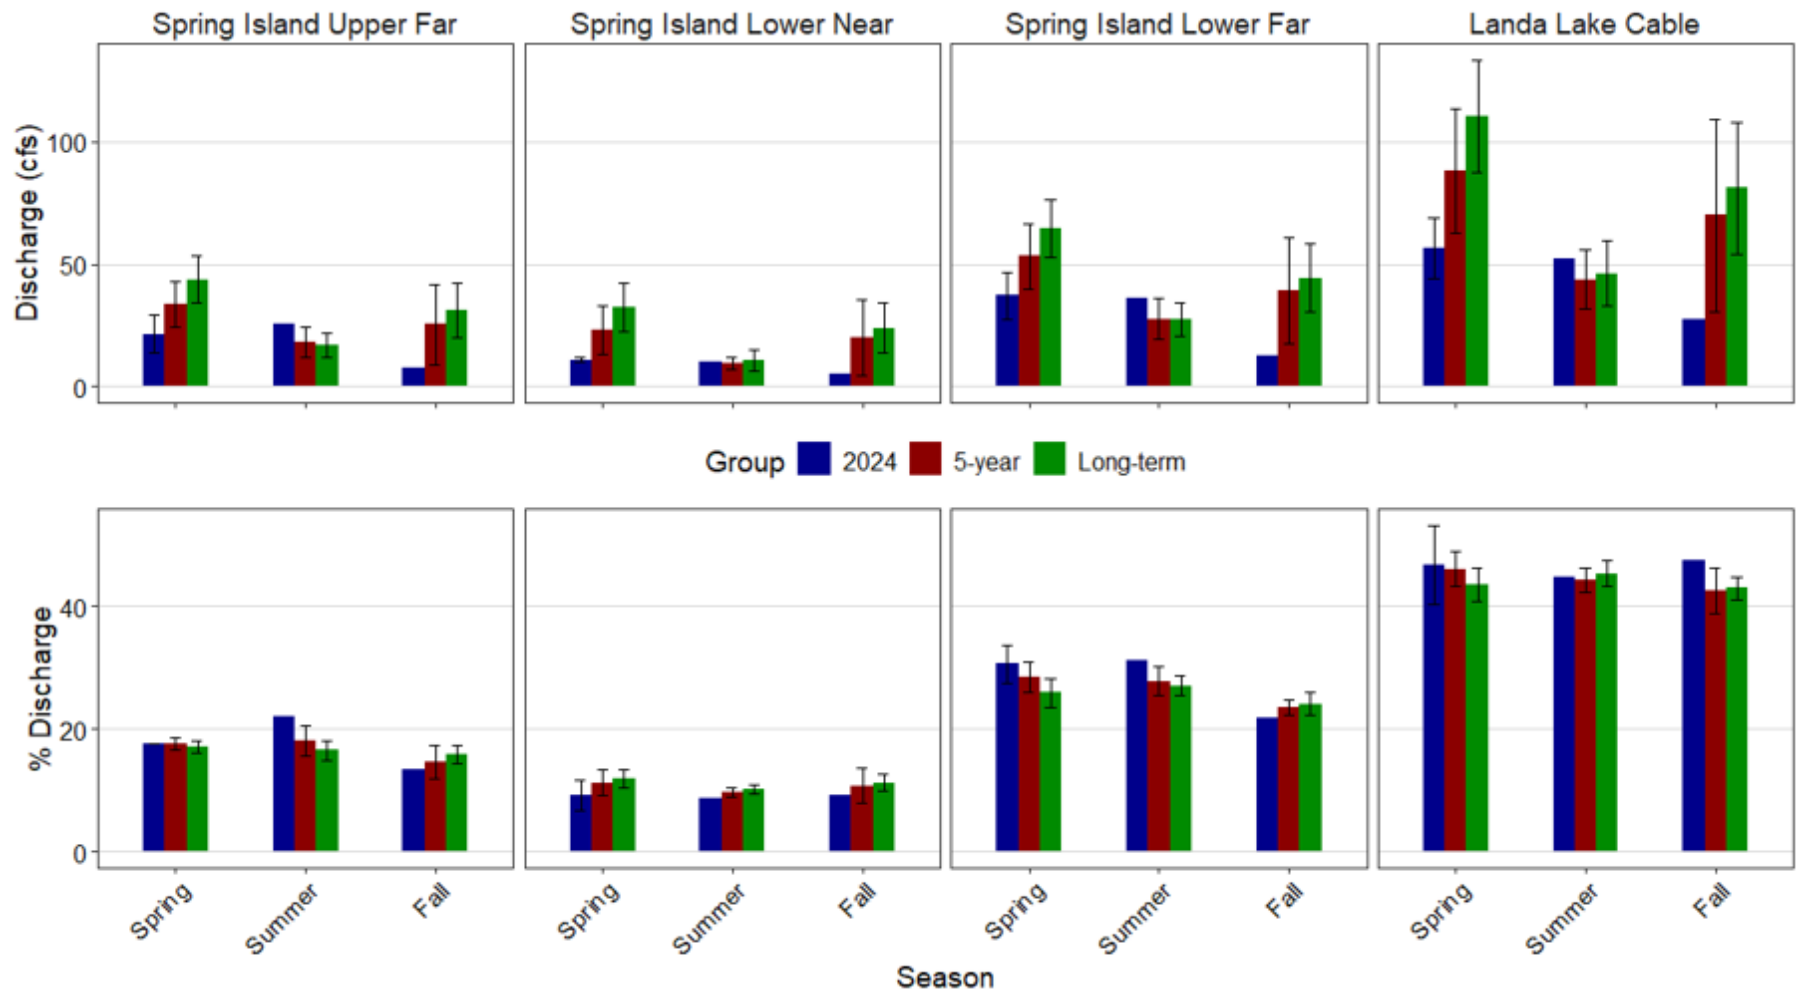 Spring Island Upper Far Spring Island Lower Near Spring Island Lower Far Landa Lake Cable
Discharge (cfs)
100
50
0
Group 2024 5-year Long-term
% Discharge
40
20
0
Spring Summer Fall Spring Summer Fall Spring Summer Fall Spring Summer Fall
Season